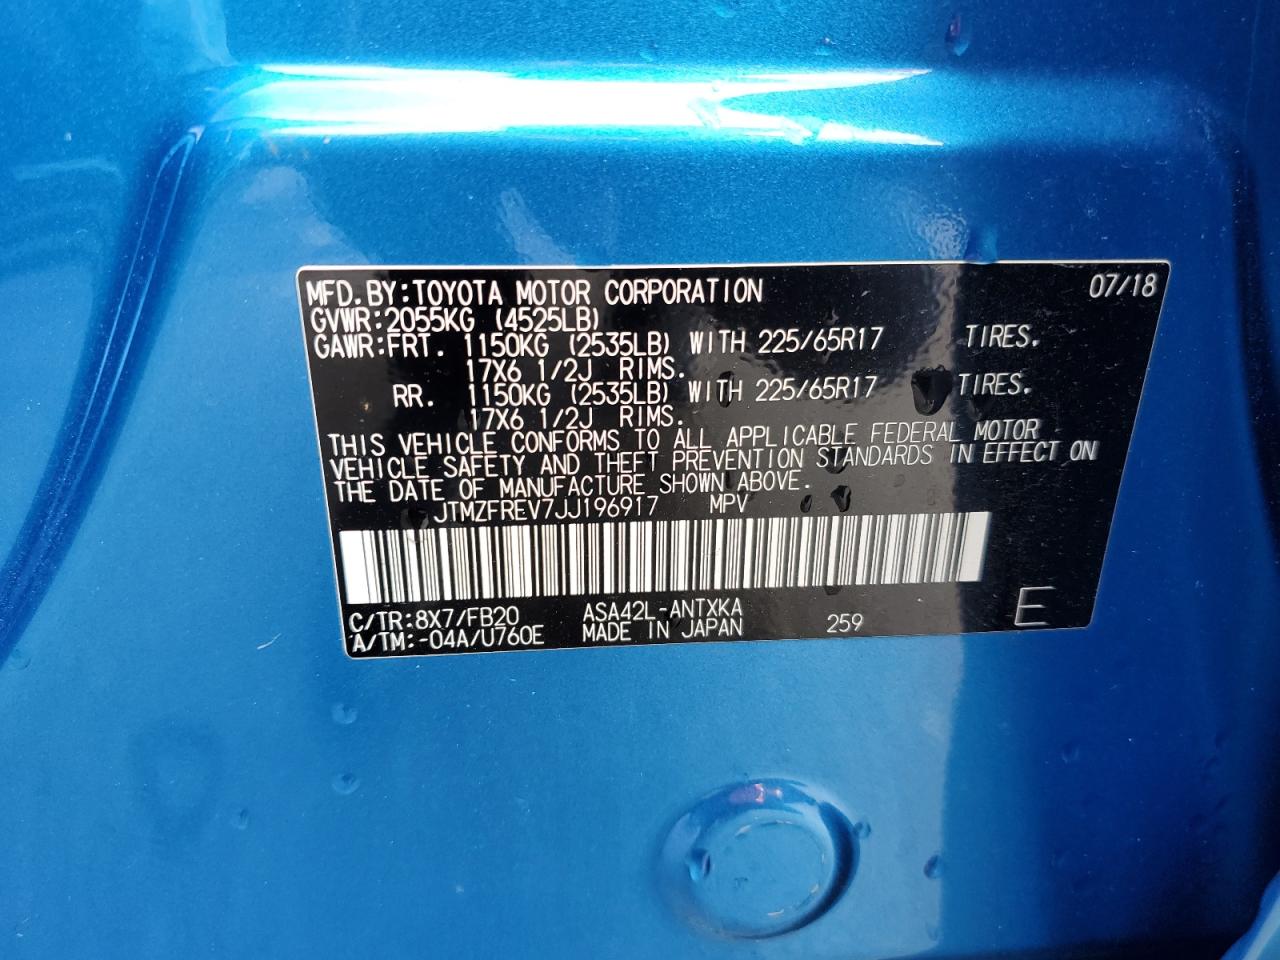 MFD.BY:TOYOTA MOTOR CORPORATION 07/18
GVWR:2055KG (4525LB)
GAWR:FRT. 1150KG (2535LB) WITH 225/65R17 TIRES.
17X6 1/2J RIMS.
RR. 1150KG (2535LB) WITH 225/65R17 TIRES.
17X6 1/2J RIMS.
THIS VEHICLE CONFORMS TO ALL APPLICABLE FEDERAL MOTOR
VEHICLE SAFETY AND THEFT PREVENTION STANDARDS IN EFFECT ON
THE DATE OF MANUFACTURE SHOWN ABOVE.
JTMZFREV7JJ196917 MPV
C/TR:8X7/FB20 ASA42L-ANTXKA
A/TM:-04A/U760E MADE IN JAPAN 259 E